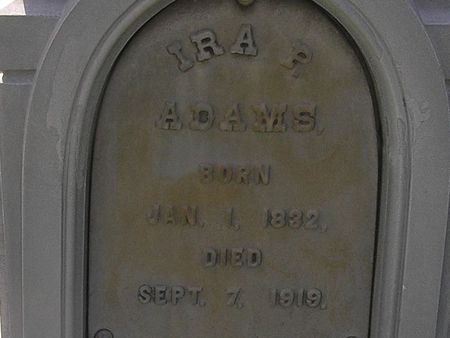 IRA P.
ADAMS.
BORN
JAN. 1, 1832,
DIED
SEPT. 7, 1919.